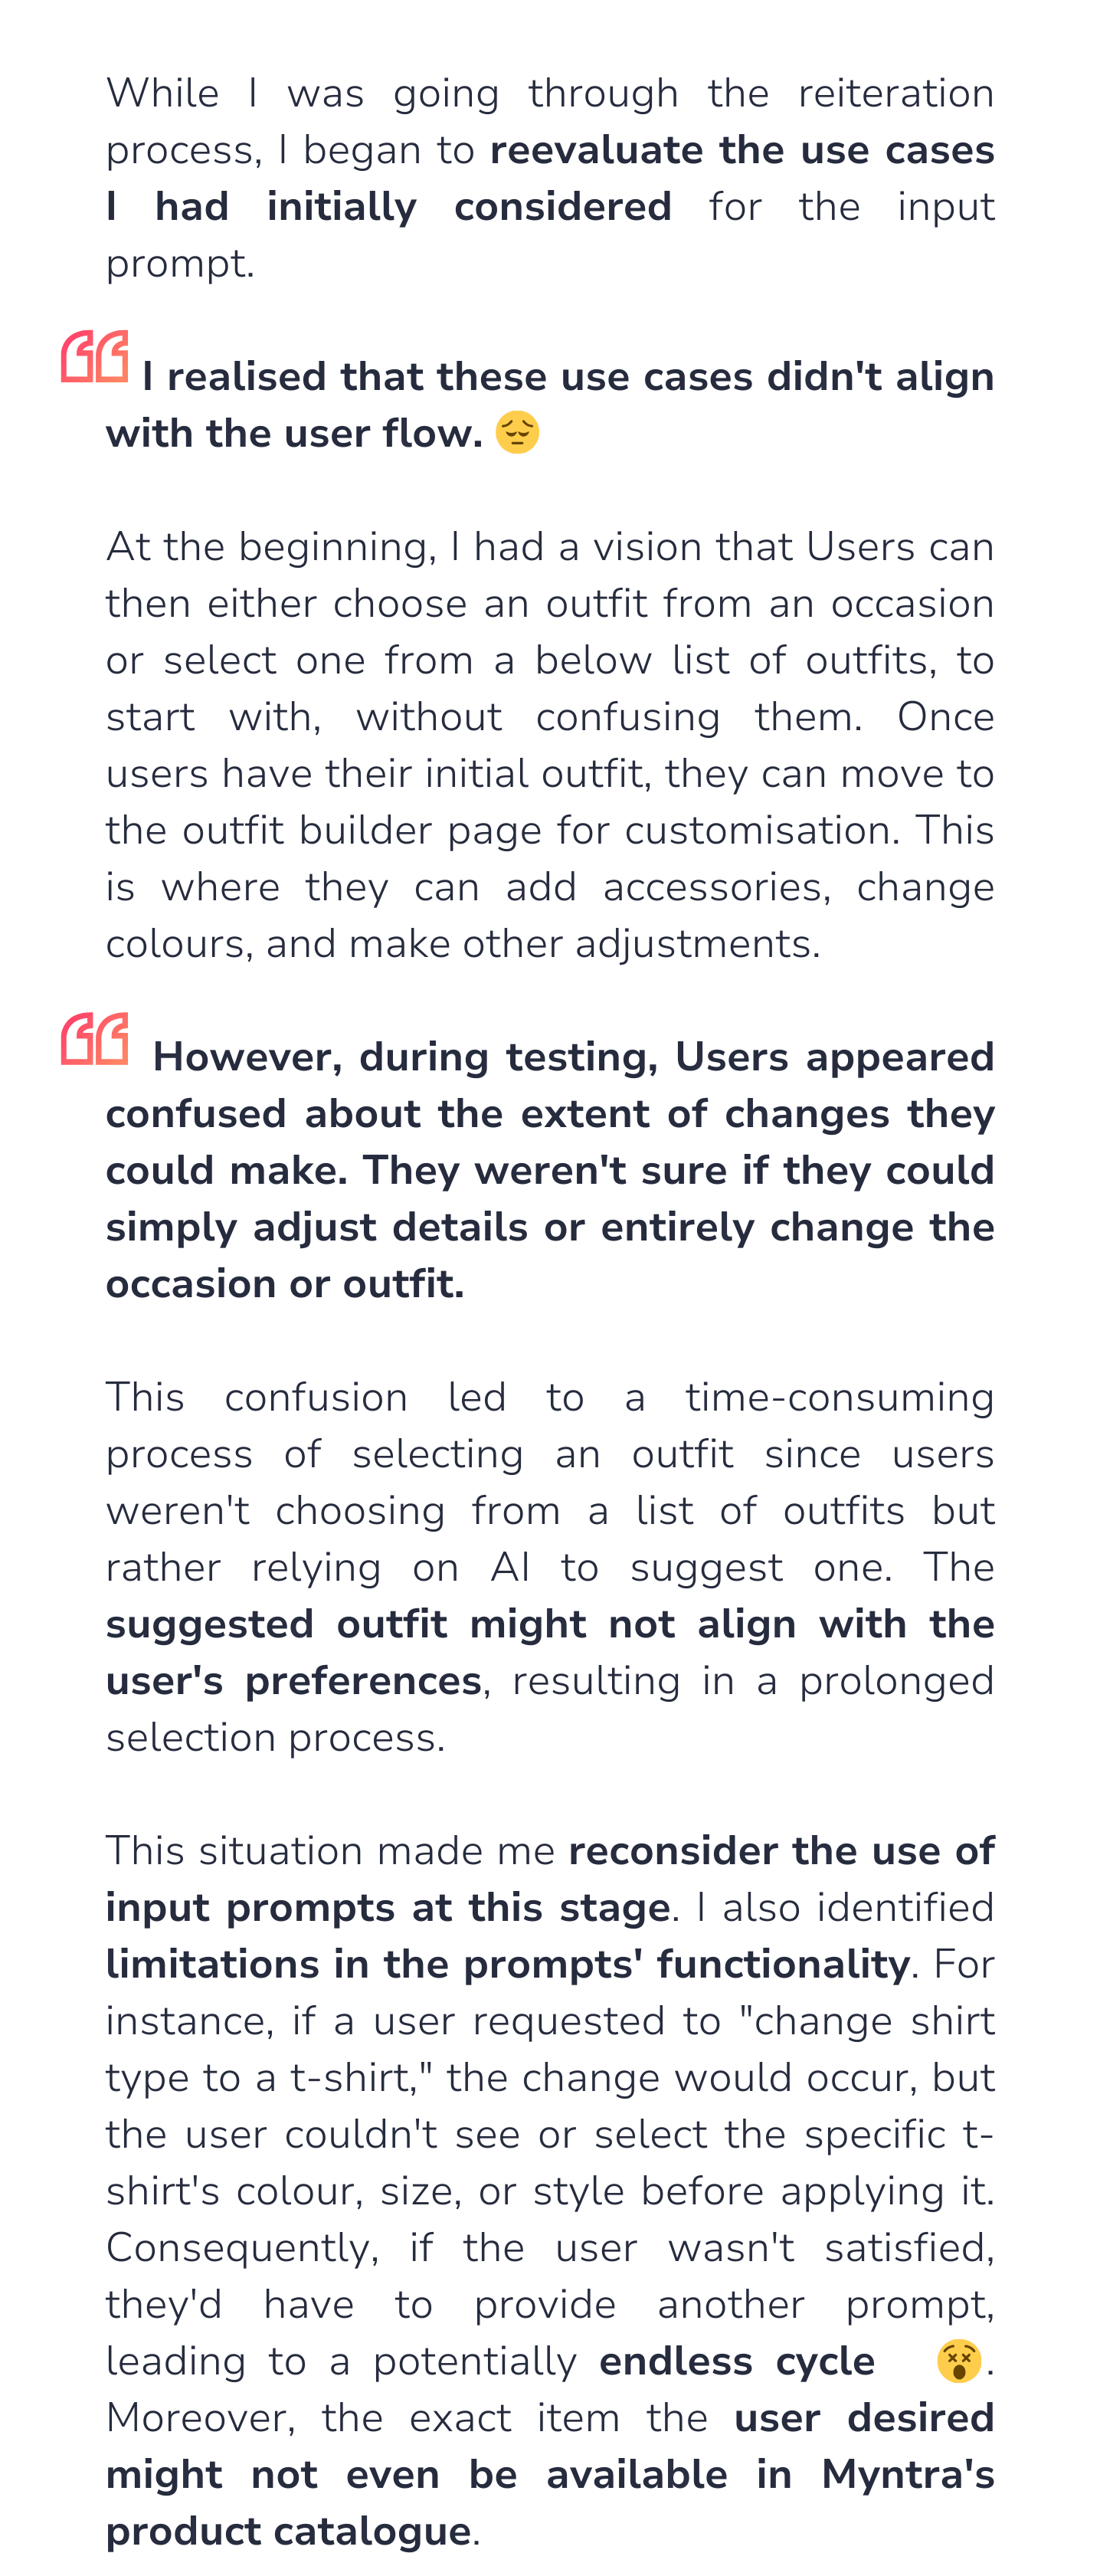 While I was going through the reiteration
process, I began to reevaluate the use cases
I had initially considered for the input
prompt.
I realised that these use cases didn't align
with the user flow. 😔
At the beginning, I had a vision that Users can
then either choose an outfit from an occasion
or select one from a below list of outfits, to
start with, without confusing them. Once
users have their initial outfit, they can move to
the outfit builder page for customisation. This
is where they can add accessories, change
colours, and make other adjustments.
However, during testing, Users appeared
confused about the extent of changes they
could make. They weren't sure if they could
simply adjust details or entirely change the
occasion or outfit.
This confusion led to a time-consuming
process of selecting an outfit since users
weren't choosing from a list of outfits but
rather relying on AI to suggest one. The
suggested outfit might not align with the
user's preferences, resulting in a prolonged
selection process.
This situation made me reconsider the use of
input prompts at this stage. I also identified
limitations in the prompts' functionality. For
instance, if a user requested to "change shirt
type to a t-shirt," the change would occur, but
the user couldn't see or select the specific t-
shirt's colour, size, or style before applying it.
Consequently, if the user wasn't satisfied,
they'd have to provide another prompt,
leading to a potentially endless cycle 😵.
Moreover, the exact item the user desired
might not even be available in Myntra's
product catalogue.